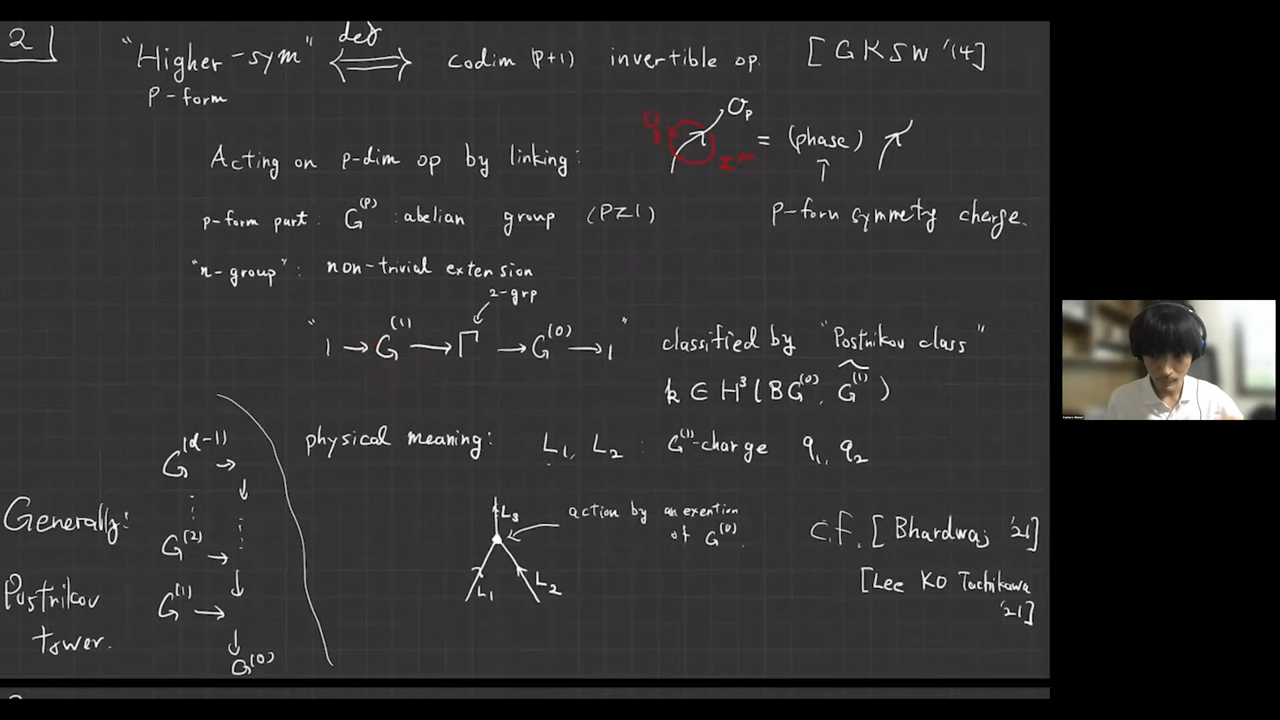 2
"Higher-sym" ⟺ def codim (p+1) invertible op. [GKSW '14]
p-form
O_p
Acting on p-dim op by linking: = (phase)
p-form part: G^(p) : abelian group (p≥1) p-form symmetry charge.
"n-group": non-trivial extension
2-grp
"1 → G^(1) → Γ → G^(0) → 1" classified by "Postnikov class"
k ∈ H^3(BG^(0), G^(1))
physical meaning: L_1, L_2 : G^(1)-charge q_1, q_2
G^(d-1) →
L_3 action by an exention of G^(0).
Generally:
G^(2) →
c.f. [Bhardwaj '21]
L_1 L_2
[Lee KO Tachikawa '21]
Postnikov tower.
G^(1) →
G^(0)